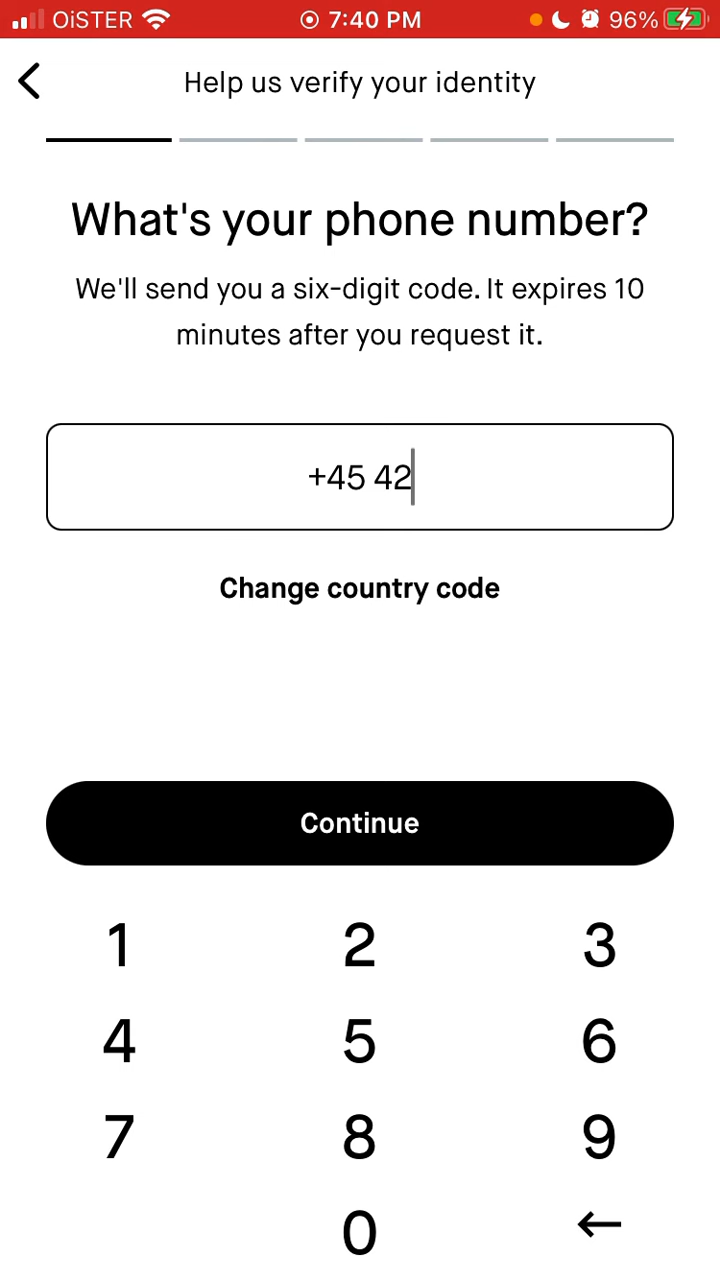 OiSTER 7:40 PM 96%
Help us verify your identity
What's your phone number?
We'll send you a six-digit code. It expires 10
minutes after you request it.
+45 42
Change country code
Continue
1 2 3
4 5 6
7 8 9
0